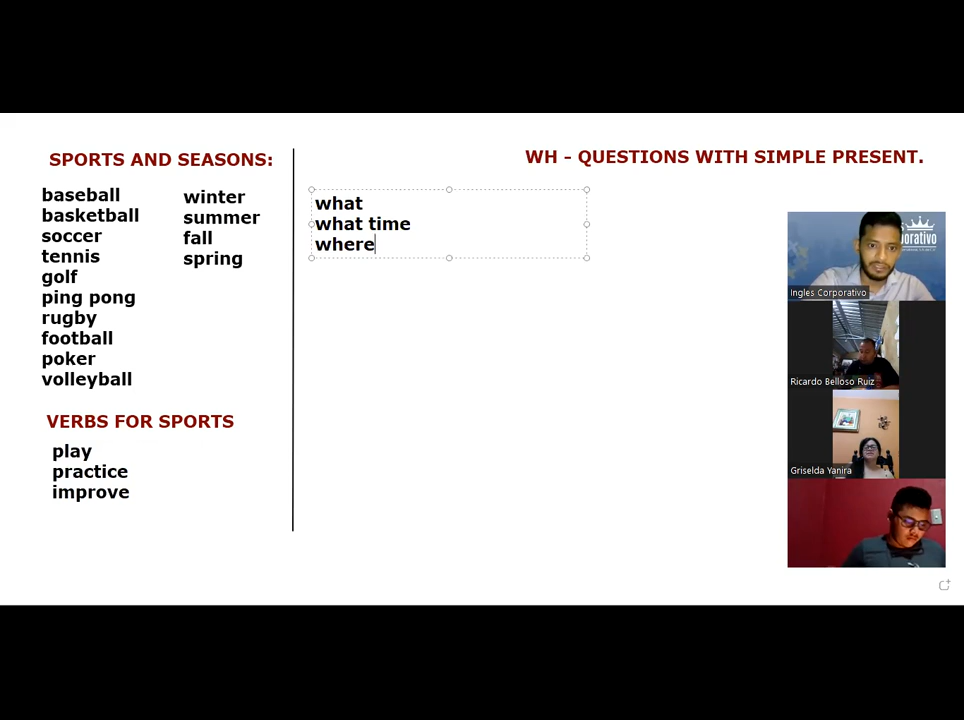 SPORTS AND SEASONS:
baseball
basketball
soccer
tennis
golf
ping pong
rugby
football
poker
volleyball
winter
summer
fall
spring
VERBS FOR SPORTS
play
practice
improve
WH - QUESTIONS WITH SIMPLE PRESENT.
what
what time
where
orativo
Ingles Corporativo
Ricardo Belloso Ruiz
Griselda Yanira